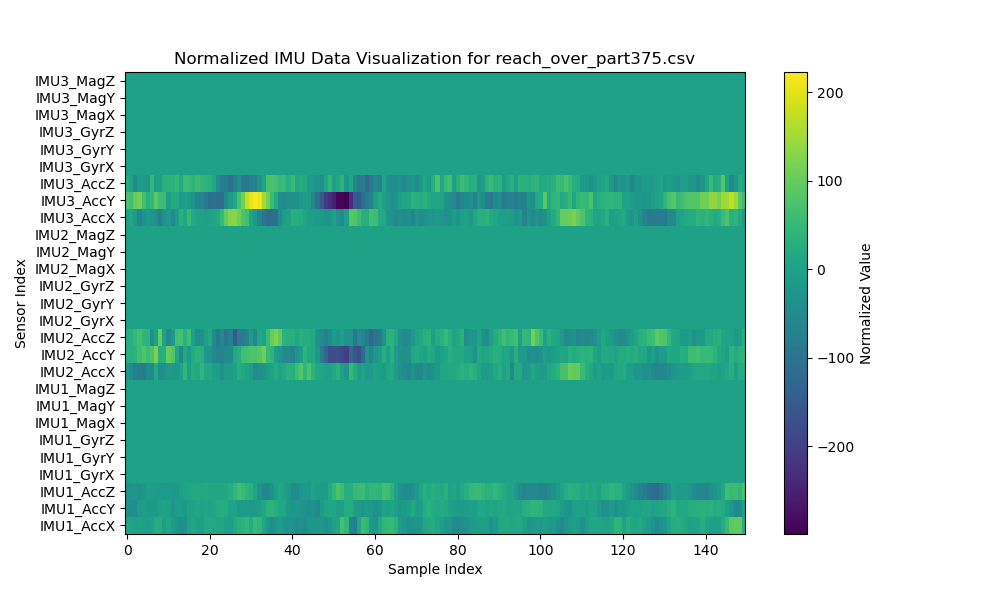 Normalized IMU Data Visualization for reach_over_part375.csv
Sensor Index
IMU3_MagZ
IMU3_MagY
IMU3_MagX
IMU3_GyrZ
IMU3_GyrY
IMU3_GyrX
IMU3_AccZ
IMU3_AccY
IMU3_AccX
IMU2_MagZ
IMU2_MagY
IMU2_MagX
IMU2_GyrZ
IMU2_GyrY
IMU2_GyrX
IMU2_AccZ
IMU2_AccY
IMU2_AccX
IMU1_MagZ
IMU1_MagY
IMU1_MagX
IMU1_GyrZ
IMU1_GyrY
IMU1_GyrX
IMU1_AccZ
IMU1_AccY
IMU1_AccX
0 20 40 60 80 100 120 140
Sample Index
200
100
0
−100
−200
Normalized Value